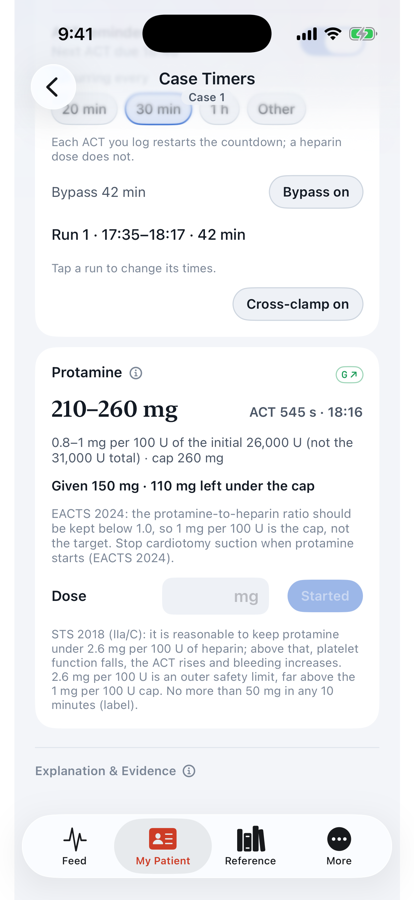 9:41
Case Timers
Case 1
20 min
30 min
1 h
Other
Each ACT you log restarts the countdown; a heparin
dose does not.
Bypass 42 min
Bypass on
Run 1 · 17:35–18:17 · 42 min
Tap a run to change its times.
Cross-clamp on
Protamine
G
210–260 mg
ACT 545 s · 18:16
0.8–1 mg per 100 U of the initial 26,000 U (not the
31,000 U total) · cap 260 mg
Given 150 mg · 110 mg left under the cap
EACTS 2024: the protamine-to-heparin ratio should
be kept below 1.0, so 1 mg per 100 U is the cap, not
the target. Stop cardiotomy suction when protamine
starts (EACTS 2024).
Dose
mg
Started
STS 2018 (IIa/C): it is reasonable to keep protamine
under 2.6 mg per 100 U of heparin; above that, platelet
function falls, the ACT rises and bleeding increases.
2.6 mg per 100 U is an outer safety limit, far above the
1 mg per 100 U cap. No more than 50 mg in any 10
minutes (label).
Explanation & Evidence
Feed
My Patient
Reference
More